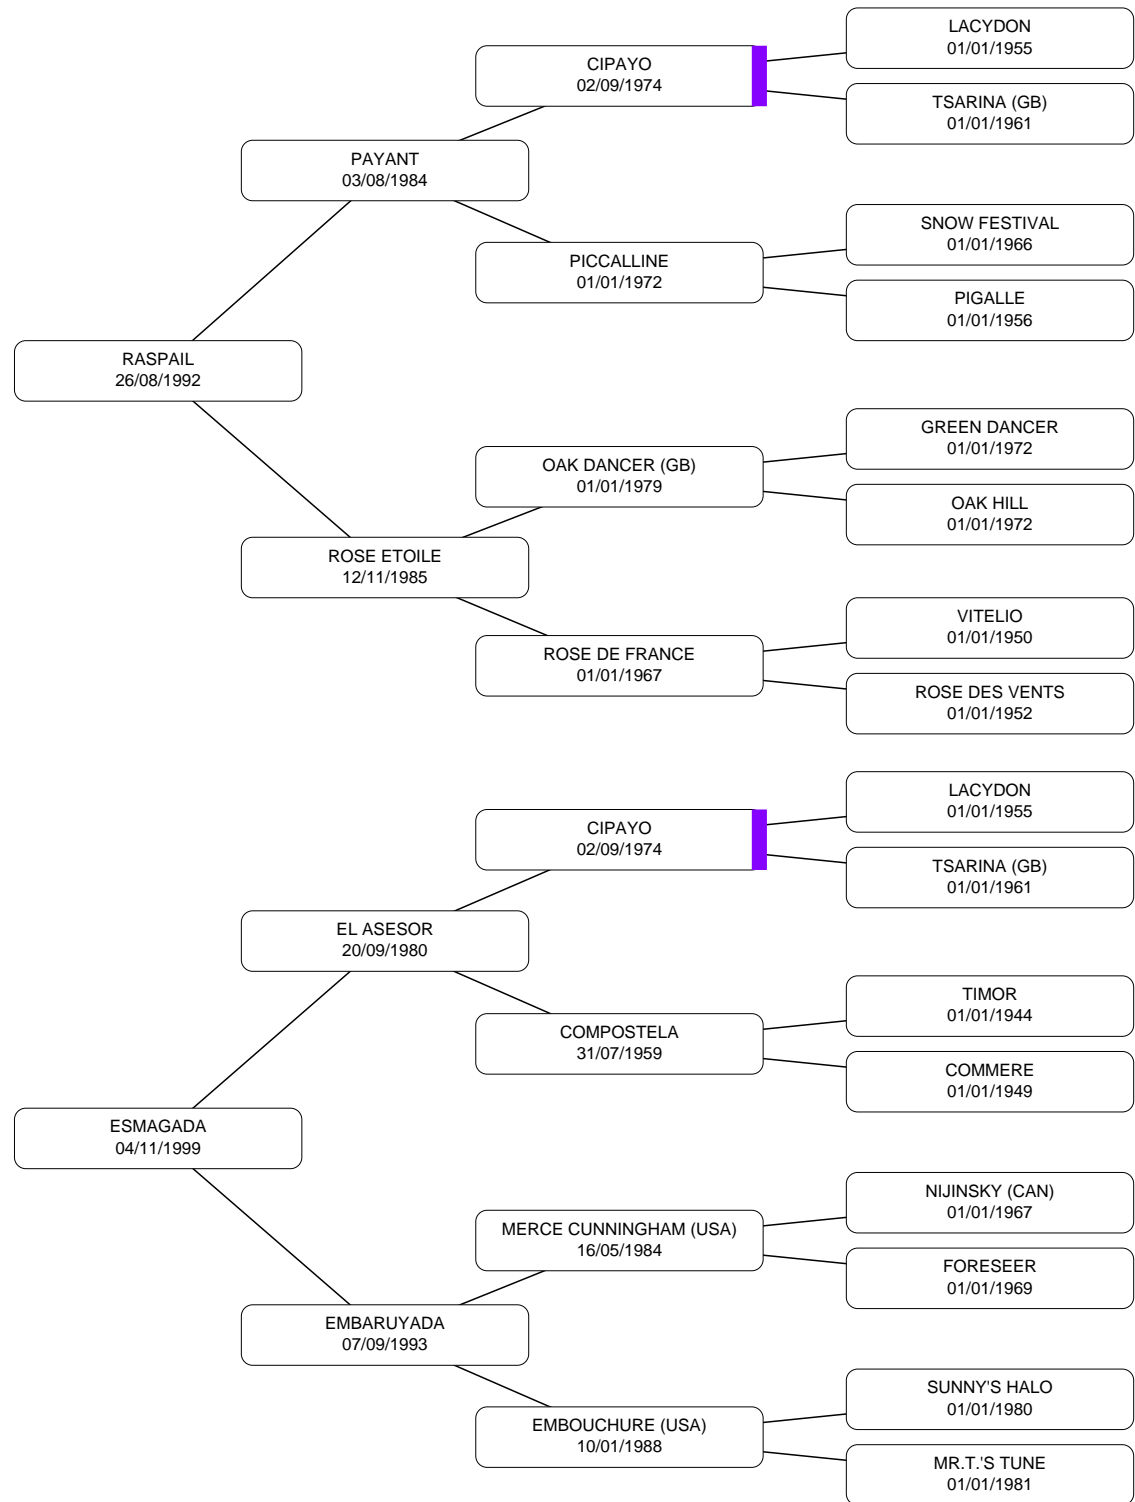 LACYDON
01/01/1955
CIPAYO
02/09/1974
TSARINA (GB)
01/01/1961
PAYANT
03/08/1984
SNOW FESTIVAL
01/01/1966
PICCALLINE
01/01/1972
PIGALLE
01/01/1956
RASPAIL
26/08/1992
GREEN DANCER
01/01/1972
OAK DANCER (GB)
01/01/1979
OAK HILL
01/01/1972
ROSE ETOILE
12/11/1985
VITELIO
01/01/1950
ROSE DE FRANCE
01/01/1967
ROSE DES VENTS
01/01/1952
LACYDON
01/01/1955
CIPAYO
02/09/1974
TSARINA (GB)
01/01/1961
EL ASESOR
20/09/1980
TIMOR
01/01/1944
COMPOSTELA
31/07/1959
COMMERE
01/01/1949
ESMAGADA
04/11/1999
NIJINSKY (CAN)
01/01/1967
MERCE CUNNINGHAM (USA)
16/05/1984
FORESEER
01/01/1969
EMBARUYADA
07/09/1993
SUNNY'S HALO
01/01/1980
EMBOUCHURE (USA)
10/01/1988
MR.T.'S TUNE
01/01/1981